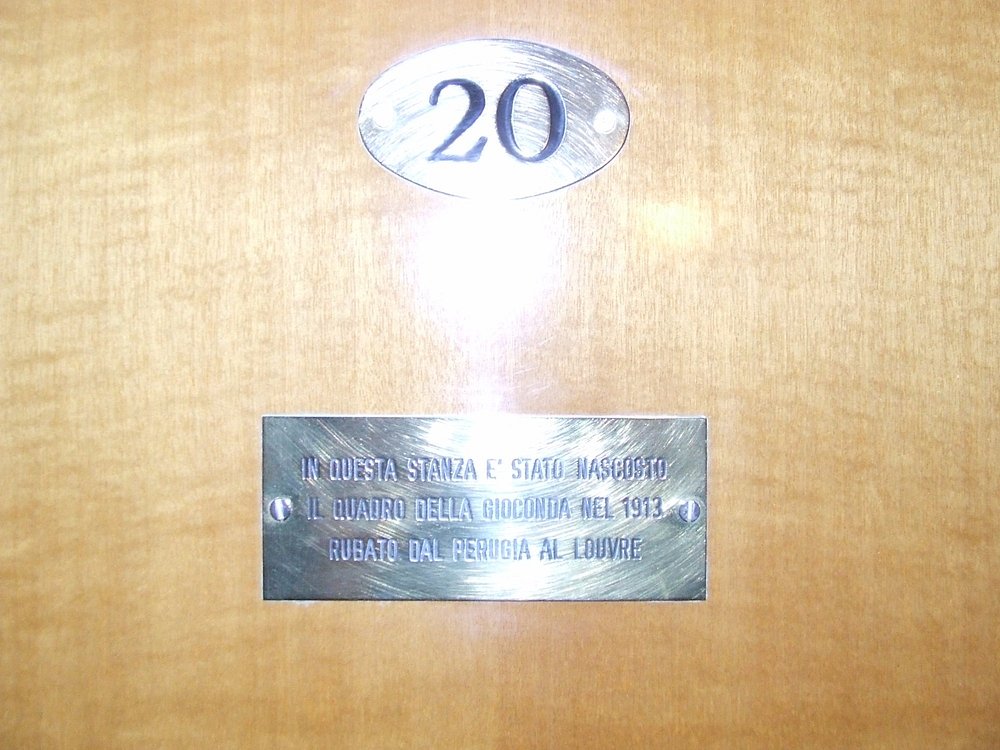 20
IN QUESTA STANZA E' STATO NASCOSTO
IL QUADRO DELLA GIOCONDA NEL 1913
RUBATO DAL PERUGIA AL LOUVRE